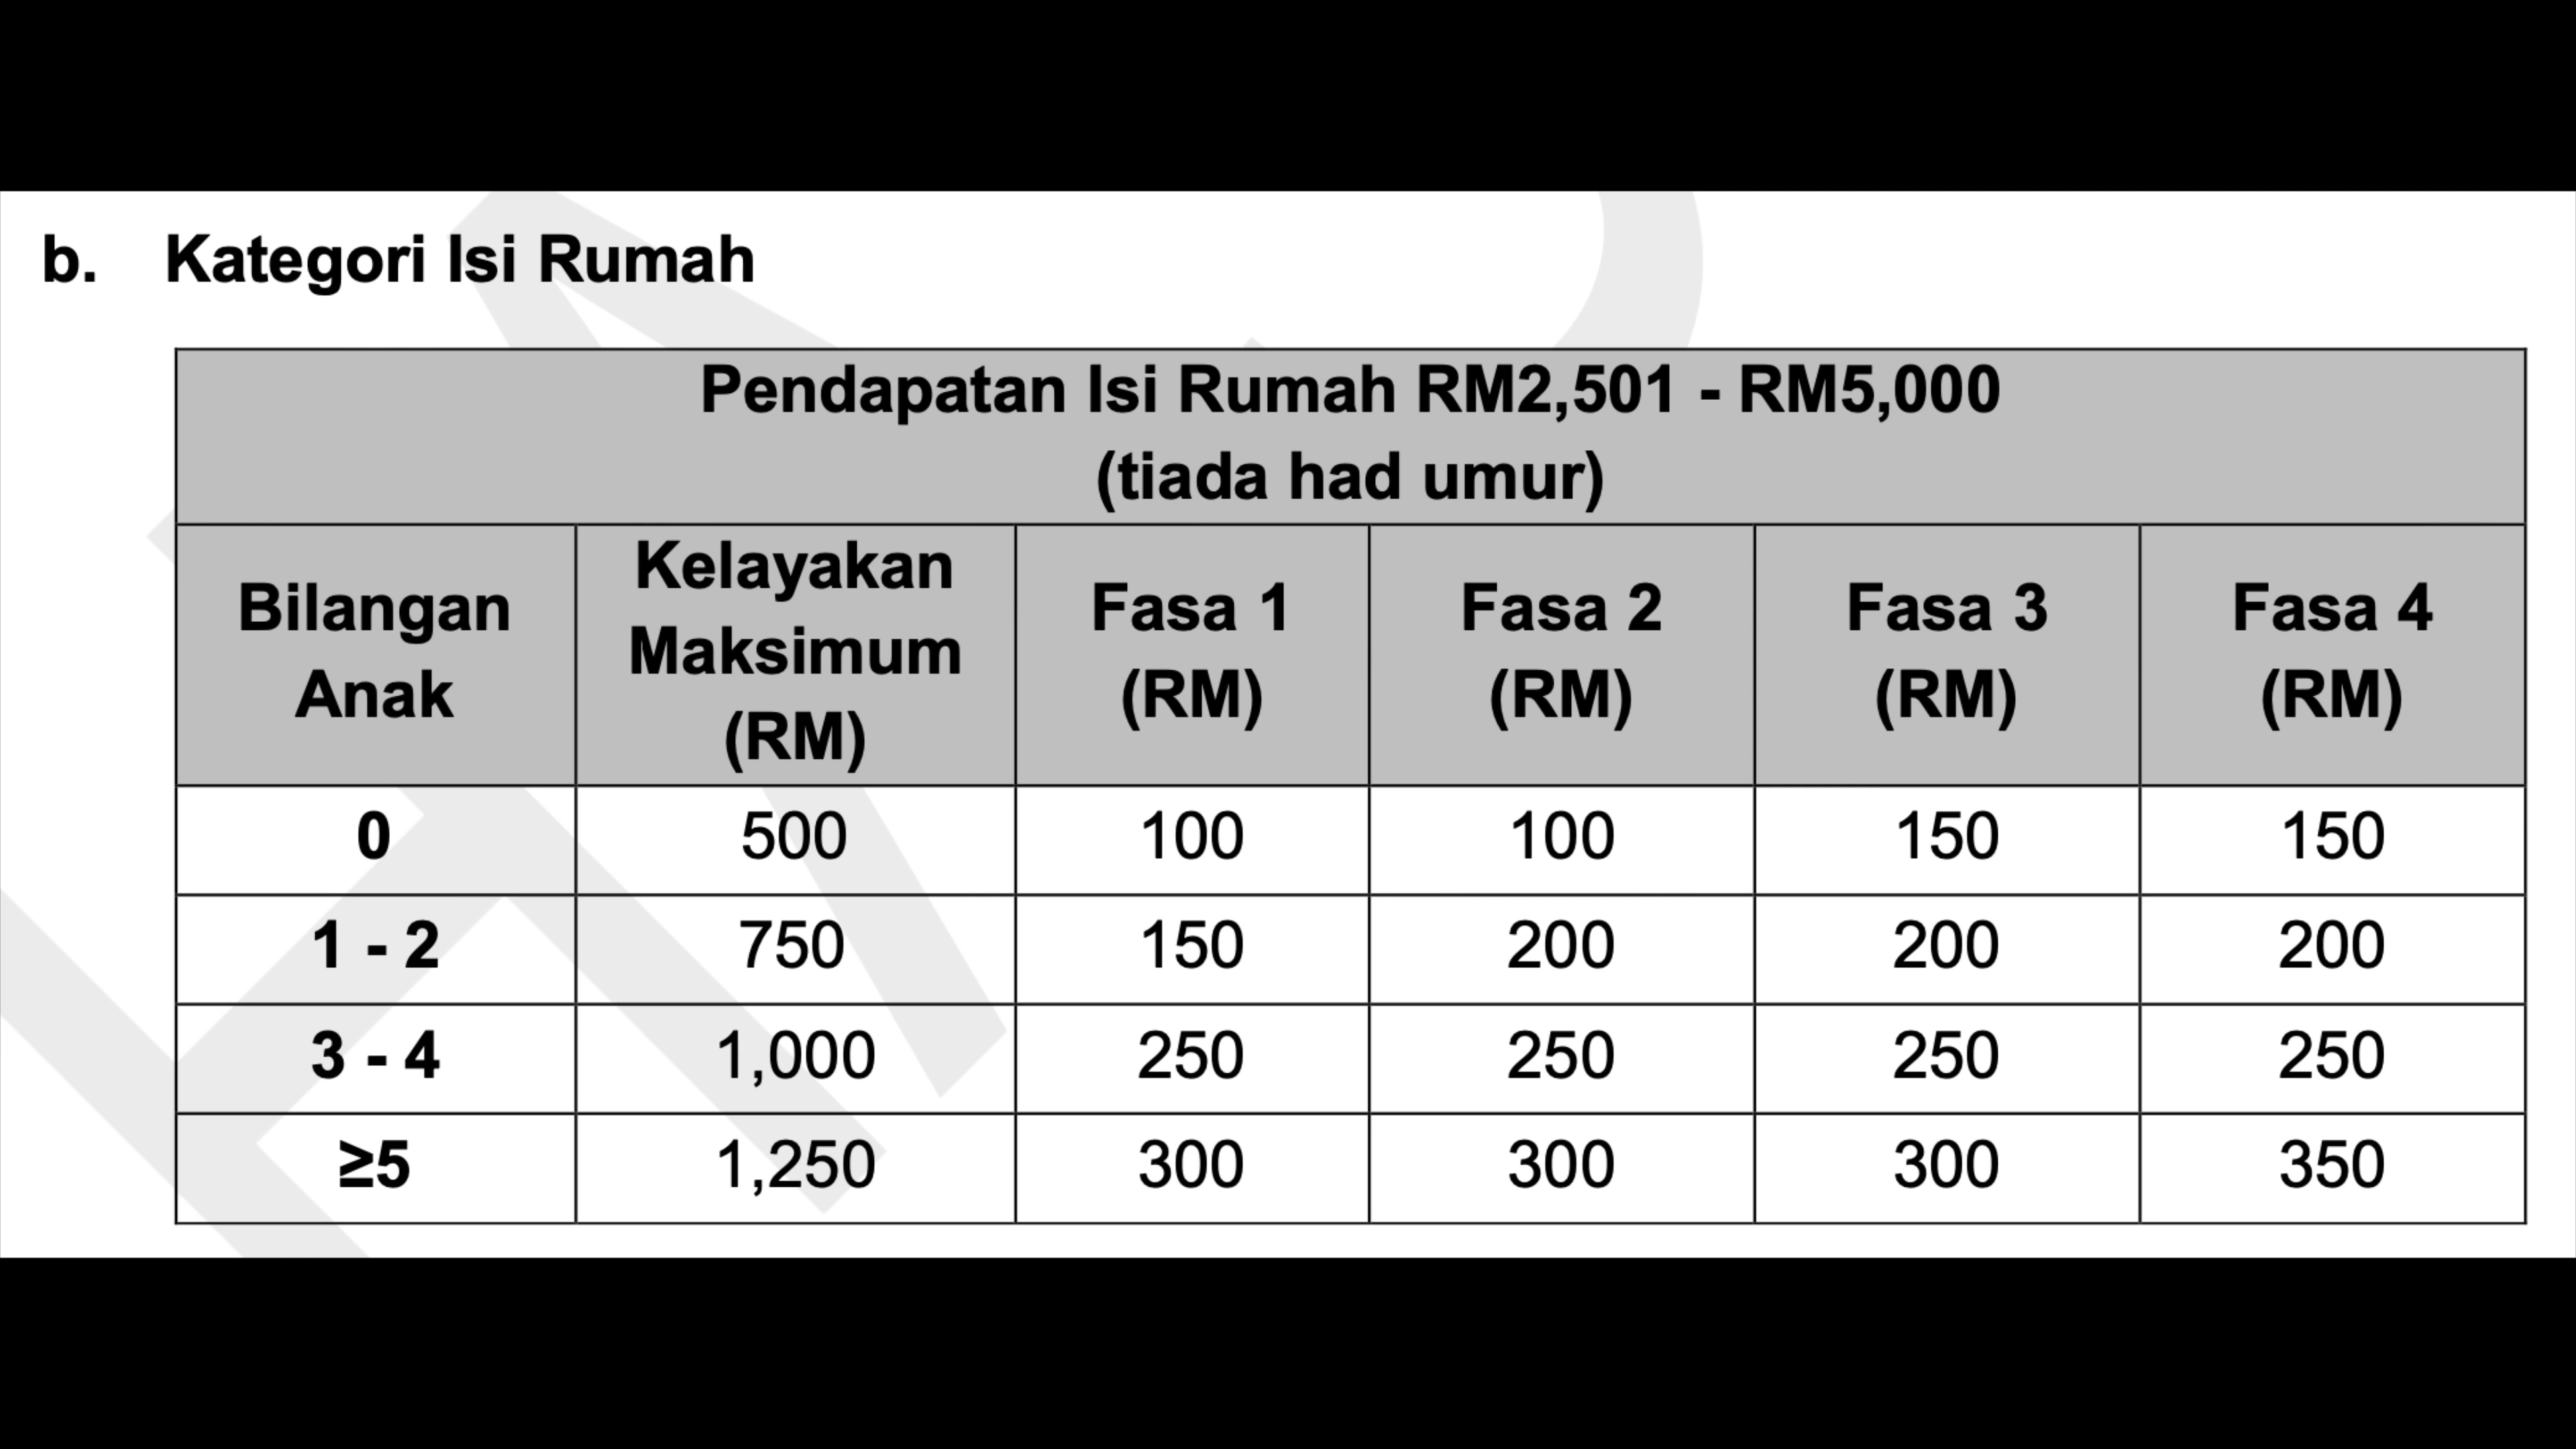 b. Kategori Isi Rumah
Pendapatan Isi Rumah RM2,501 - RM5,000
(tiada had umur)
Bilangan Anak Kelayakan Maksimum (RM) Fasa 1 (RM) Fasa 2 (RM) Fasa 3 (RM) Fasa 4 (RM)
0 500 100 100 150 150
1 - 2 750 150 200 200 200
3 - 4 1,000 250 250 250 250
≥5 1,250 300 300 300 350